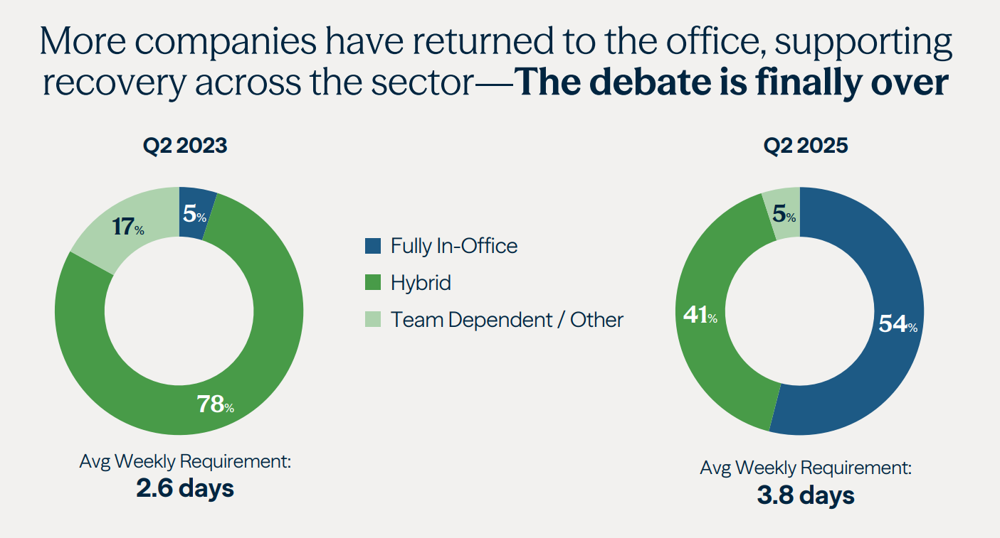 More companies have returned to the office, supporting
recovery across the sector—The debate is finally over
Q2 2023
5%
17%
78%
Avg Weekly Requirement:
2.6 days
Fully In-Office
Hybrid
Team Dependent / Other
Q2 2025
5%
41%
54%
Avg Weekly Requirement:
3.8 days